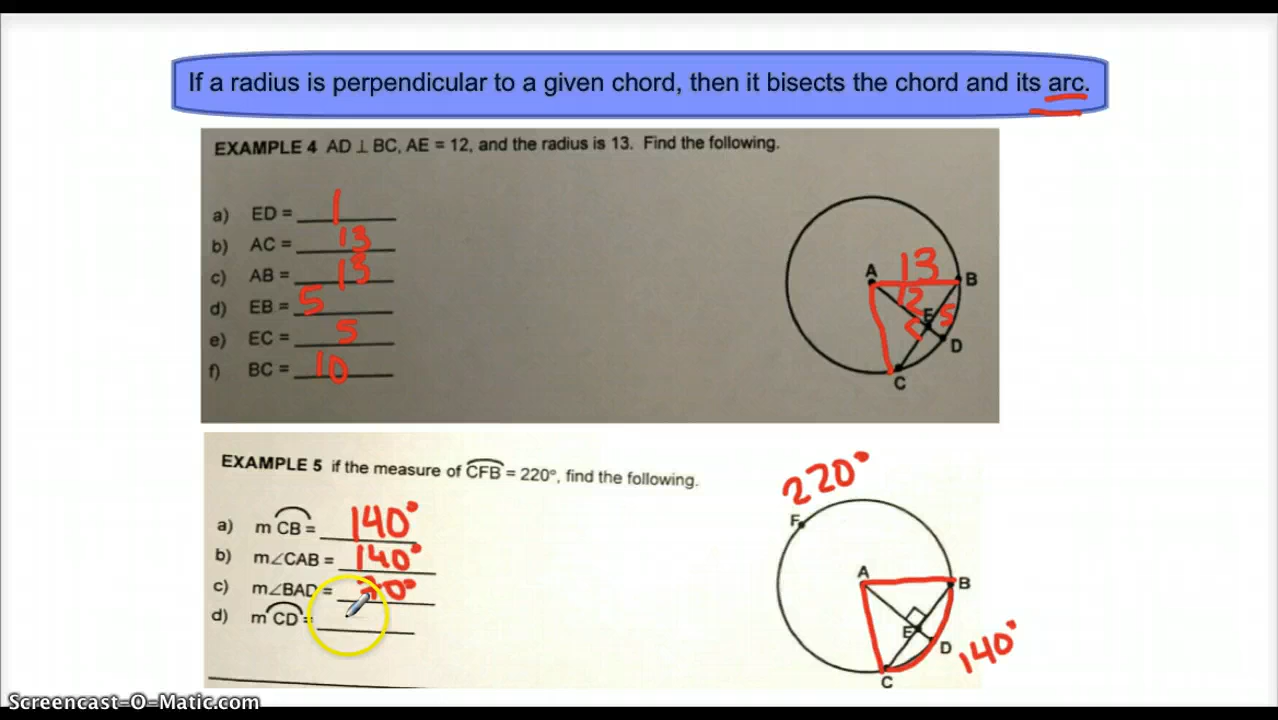 If a radius is perpendicular to a given chord, then it bisects the chord and its arc.
EXAMPLE 4 AD ⊥ BC, AE = 12, and the radius is 13. Find the following.
a) ED = 1
b) AC = 13
c) AB = 13
d) EB = 5
e) EC = 5
f) BC = 10
A 13 B
12
E 5
5
D
C
EXAMPLE 5 if the measure of CFB = 220°, find the following.
a) m CB = 140°
b) m∠CAB = 140°
c) m∠BAD = 70°
d) m CD =
220°
F
A
B
E
D
140°
C
Screencast-O-Matic.com